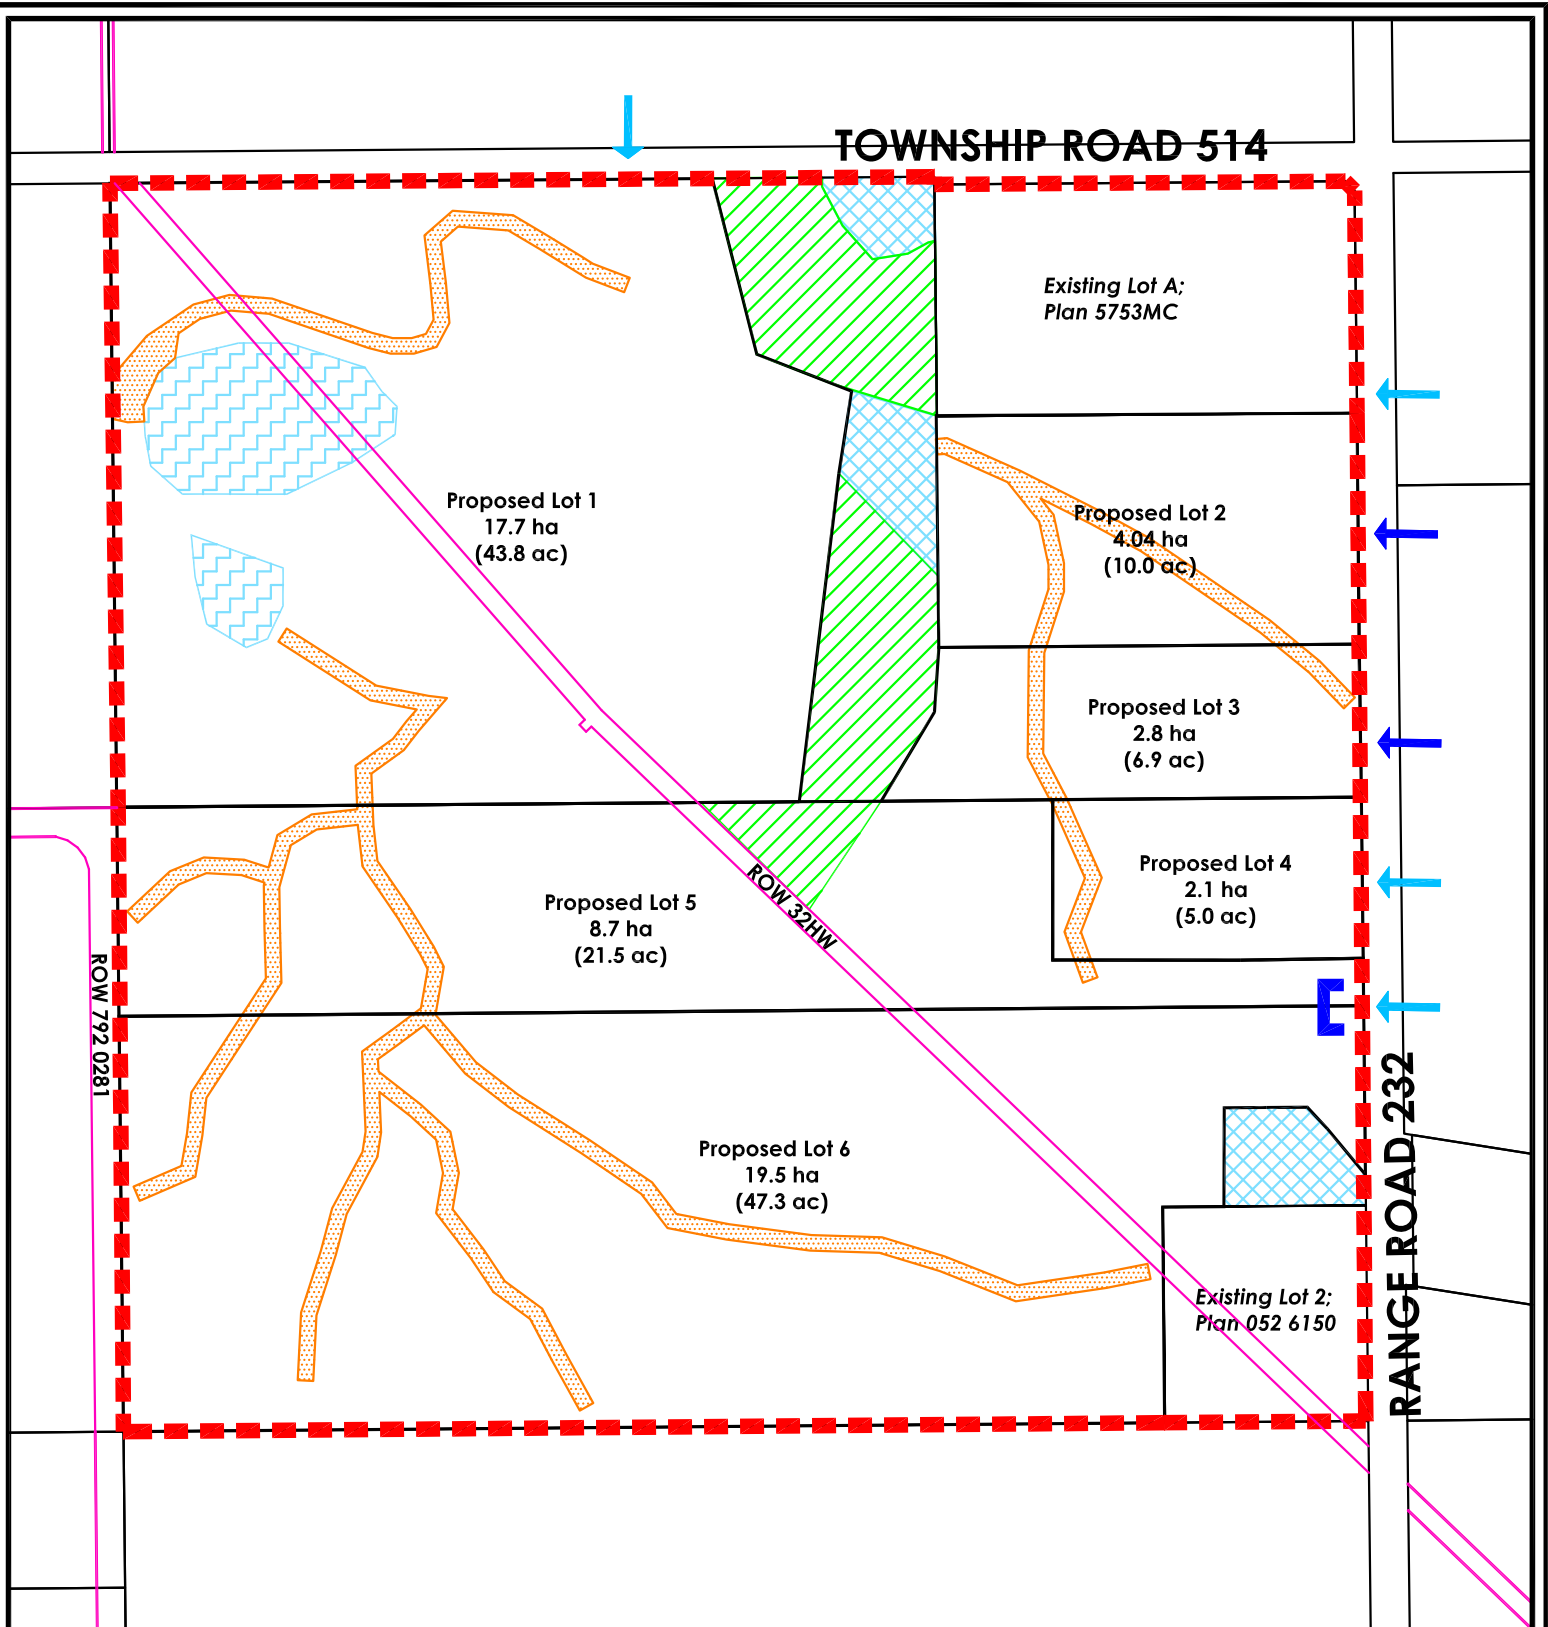 TOWNSHIP ROAD 514
Existing Lot A;
Plan 5753MC
Proposed Lot 1
17.7 ha
(43.8 ac)
Proposed Lot 2
4.04 ha
(10.0 ac)
Proposed Lot 3
2.8 ha
(6.9 ac)
Proposed Lot 4
2.1 ha
(5.0 ac)
Proposed Lot 5
8.7 ha
(21.5 ac)
ROW 32HW
ROW 792 0281
Proposed Lot 6
19.5 ha
(47.3 ac)
RANGE ROAD 232
Existing Lot 2;
Plan 052 6150